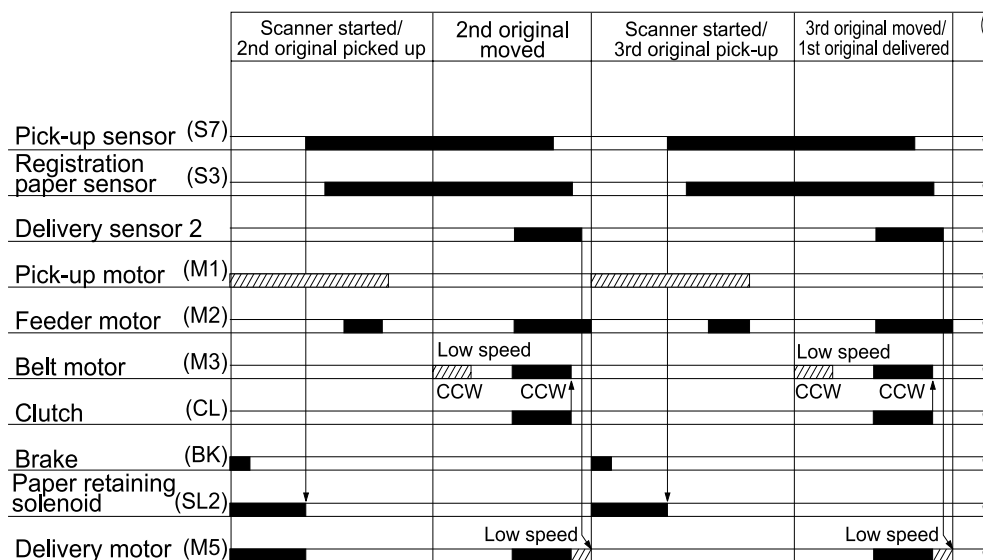 Scanner started/
2nd original picked up
2nd original
moved
Scanner started/
3rd original pick-up
3rd original moved/
1st original delivered
(
Pick-up sensor (S7)
Registration
paper sensor (S3)
Delivery sensor 2
Pick-up motor (M1)
Feeder motor (M2)
Low speed
Low speed
Belt motor (M3)
CCW
CCW
CCW
CCW
Clutch (CL)
Brake (BK)
Paper retaining
solenoid (SL2)
Low speed
Low speed
Delivery motor (M5)